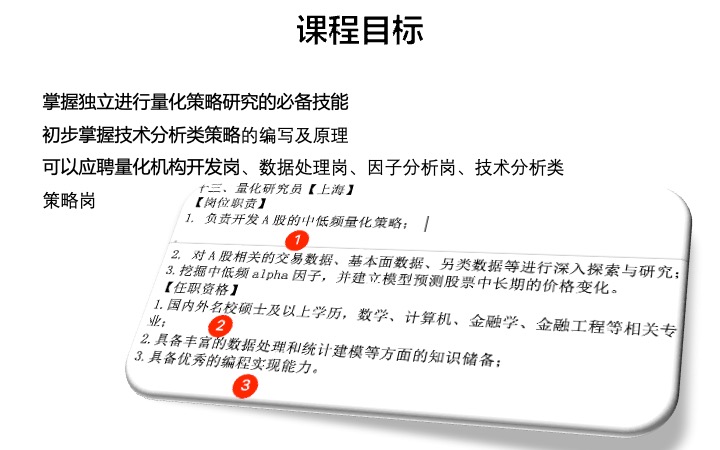 课程目标
掌握独立进行量化策略研究的必备技能
初步掌握技术分析类策略的编写及原理
可以应聘量化机构开发岗、数据处理岗、因子分析岗、技术分析类
策略岗
十三、量化研究员【上海】
【岗位职责】
1. 负责开发A股的中低频量化策略;
1
2. 对A股相关的交易数据、基本面数据、另类数据等进行深入探索与研究;
3.挖掘中低频alpha因子,并建立模型预测股票中长期的价格变化。
【任职资格】
1.国内外名校硕士及以上学历,数学、计算机、金融学、金融工程等相关专
业;
2
2.具备丰富的数据处理和统计建模等方面的知识储备;
3.具备优秀的编程实现能力。
3